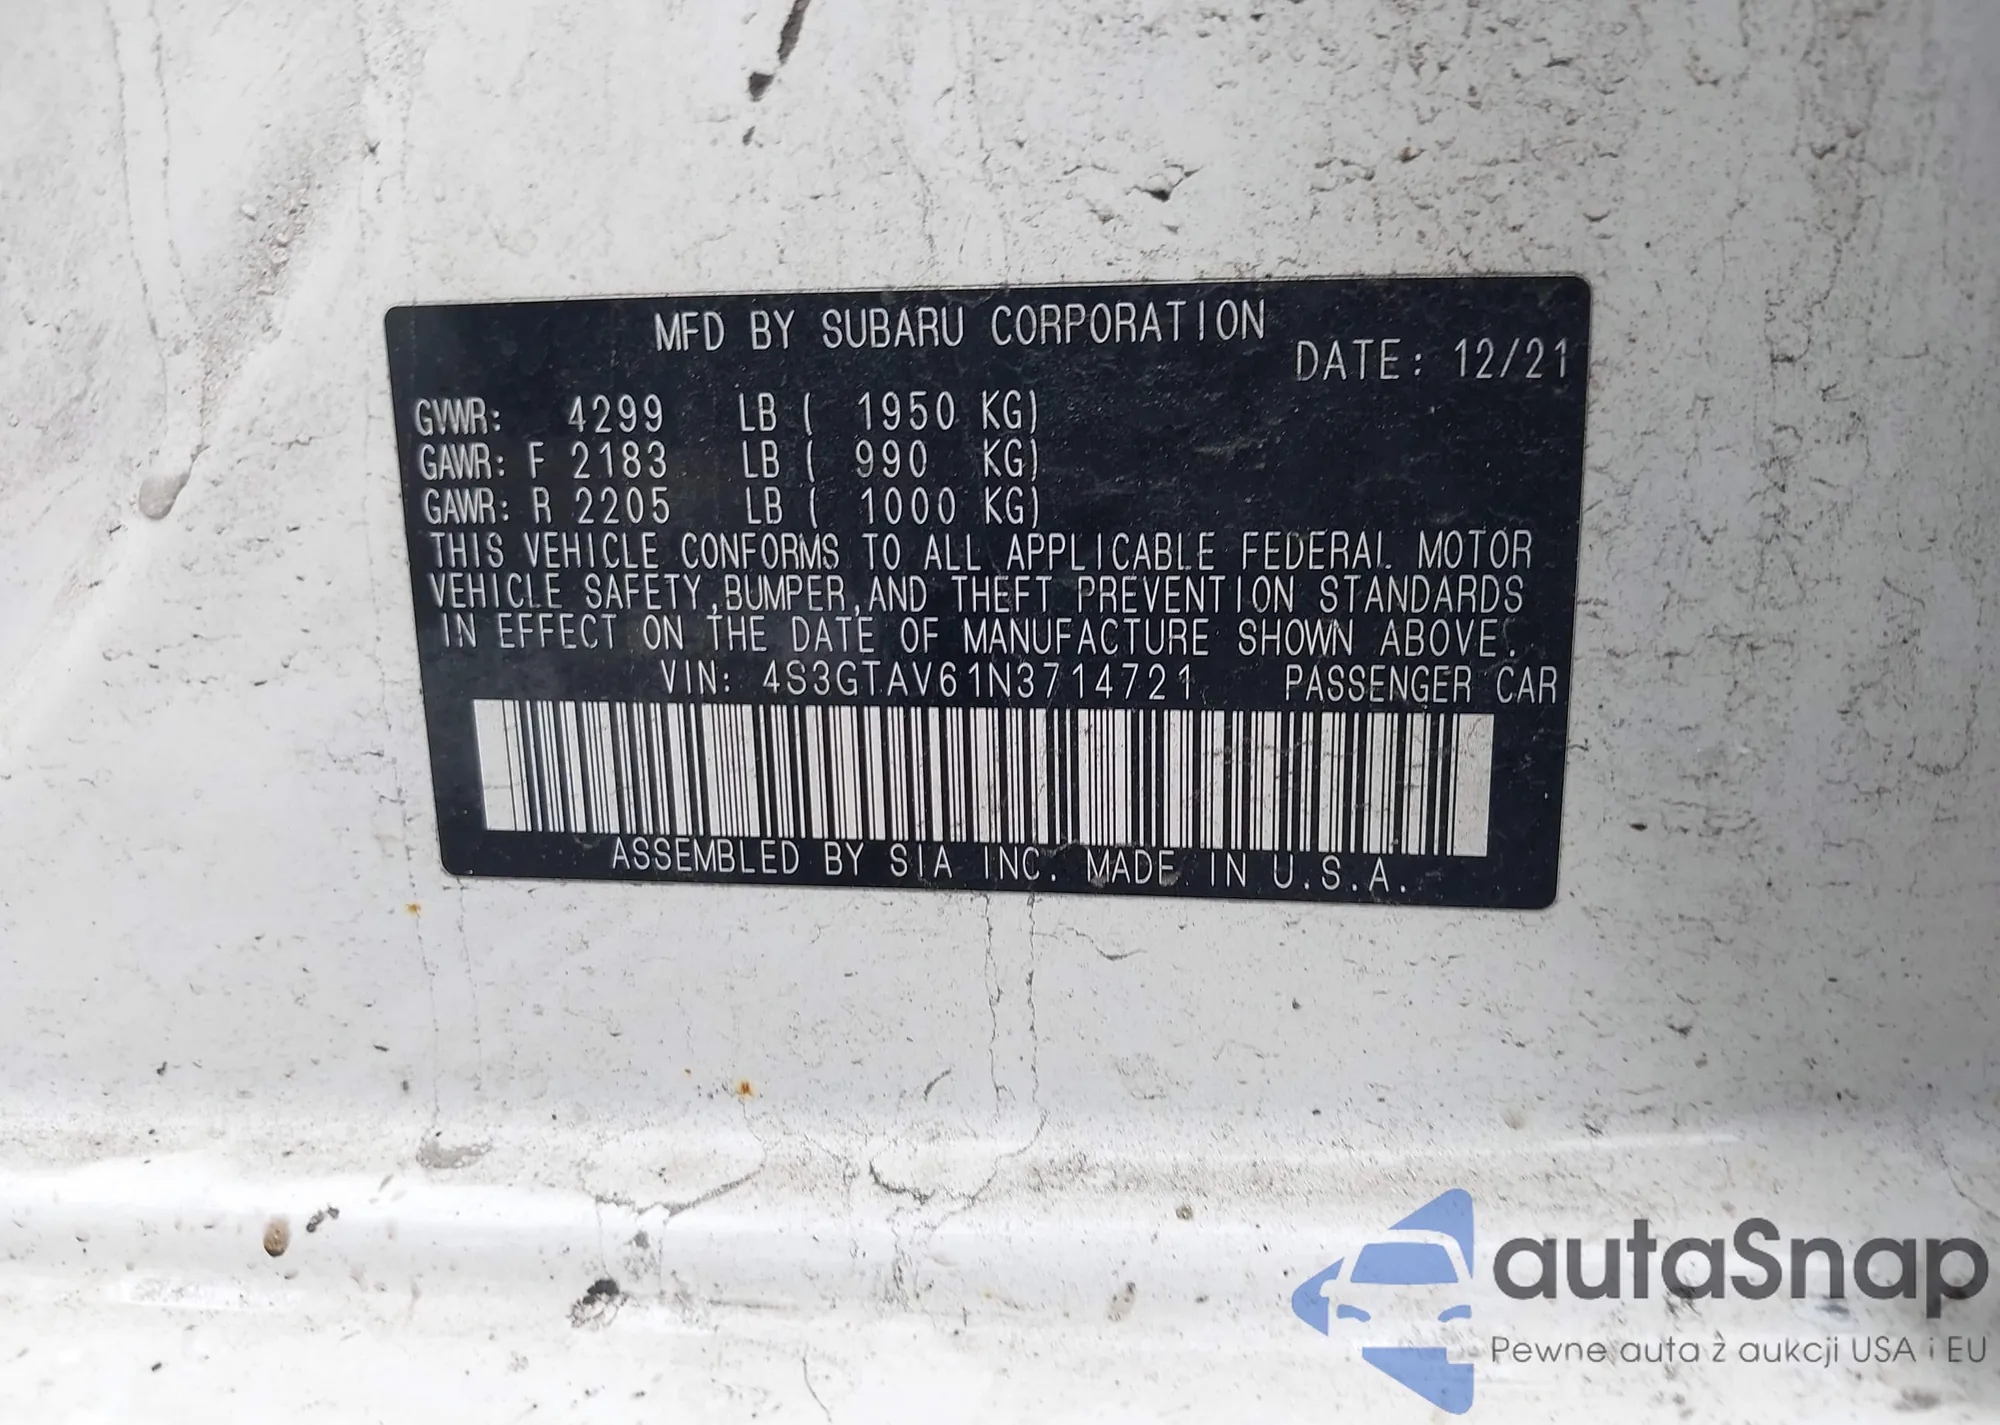 MFD BY SUBARU CORPORATION
DATE: 12/21
GVWR: 4299 LB ( 1950 KG)
GAWR: F 2183 LB ( 990 KG)
GAWR: R 2205 LB ( 1000 KG)
THIS VEHICLE CONFORMS TO ALL APPLICABLE FEDERAL MOTOR
VEHICLE SAFETY,BUMPER,AND THEFT PREVENTION STANDARDS
IN EFFECT ON THE DATE OF MANUFACTURE SHOWN ABOVE.
VIN: 4S3GTAV61N3714721 PASSENGER CAR
ASSEMBLED BY SIA INC. MADE IN U.S.A.
autaSnap
Pewne auta z aukcji USA i EU